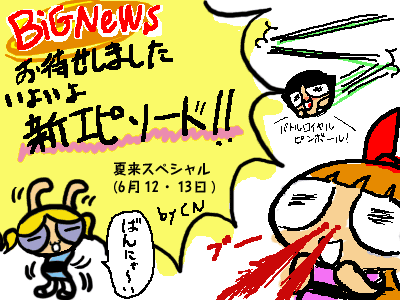 BiG NeWs
お待せしました
いよいよ
新エピソード!!
夏来スペシャル
(6月12・13日)
by CN
バトルロイヤル
ピンボール!
ばんにゃ〜い
ブー